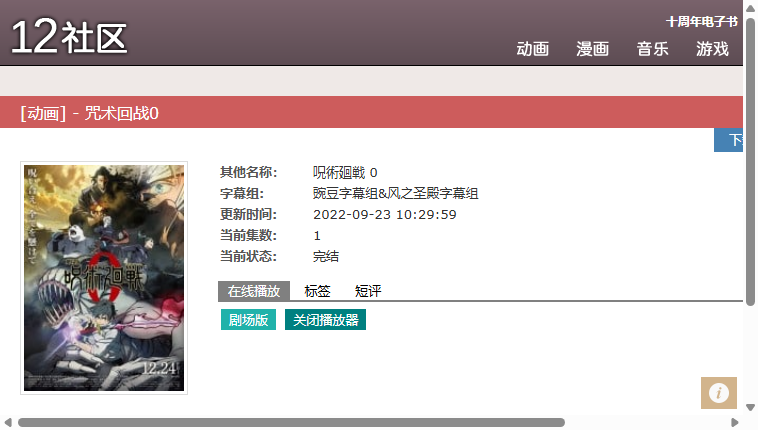 12社区
十周年电子书
动画 漫画 音乐 游戏
[动画] - 咒术回战0
其他名称: 呪術廻戦 0
字幕组: 豌豆字幕组&风之圣殿字幕组
更新时间: 2022-09-23 10:29:59
当前集数: 1
当前状态: 完结
在线播放 标签 短评
剧场版 关闭播放器
呪術廻戦
0
12.24